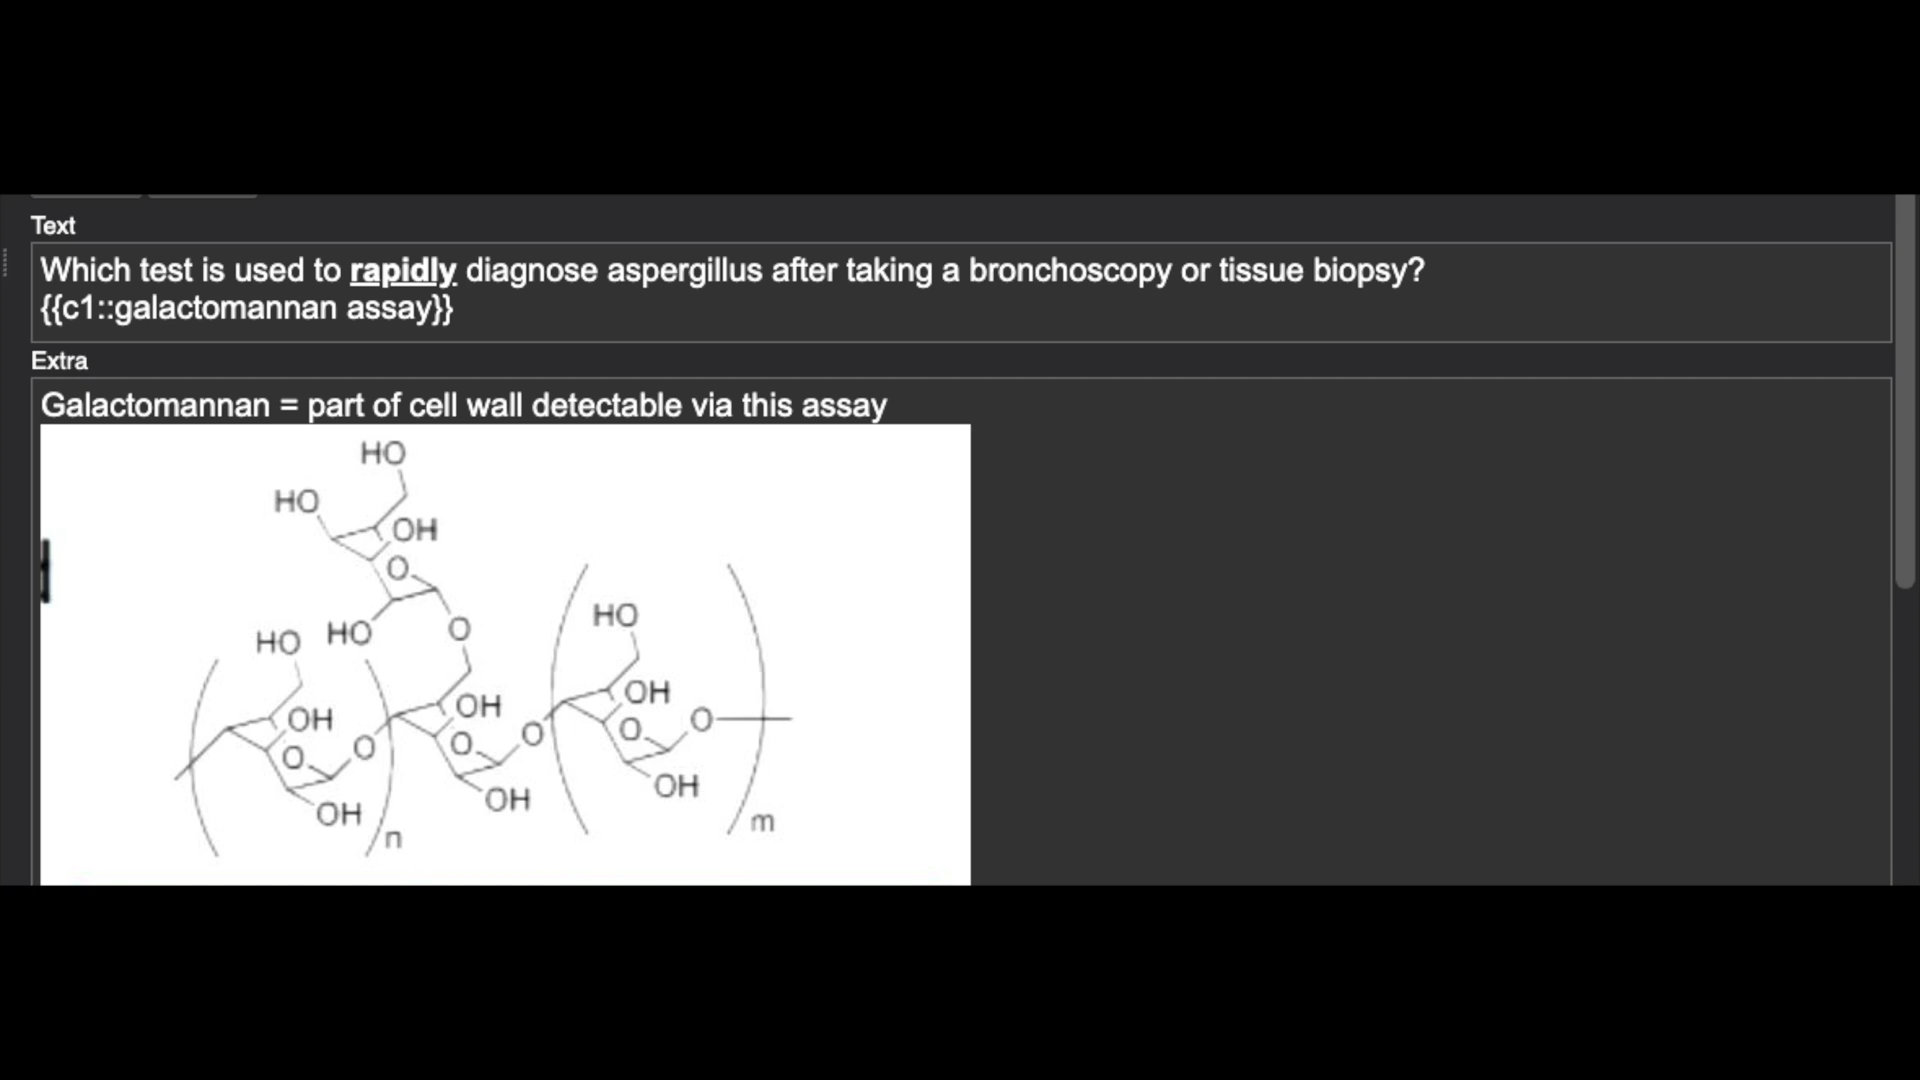 Text
Which test is used to rapidly diagnose aspergillus after taking a bronchoscopy or tissue biopsy?
{{c1::galactomannan assay}}
Extra
Galactomannan = part of cell wall detectable via this assay
HO
HO
OH
O
HO
O
HO
OH
O
O
OH
n
OH
O
O
OH
HO
OH
O
O
OH
m